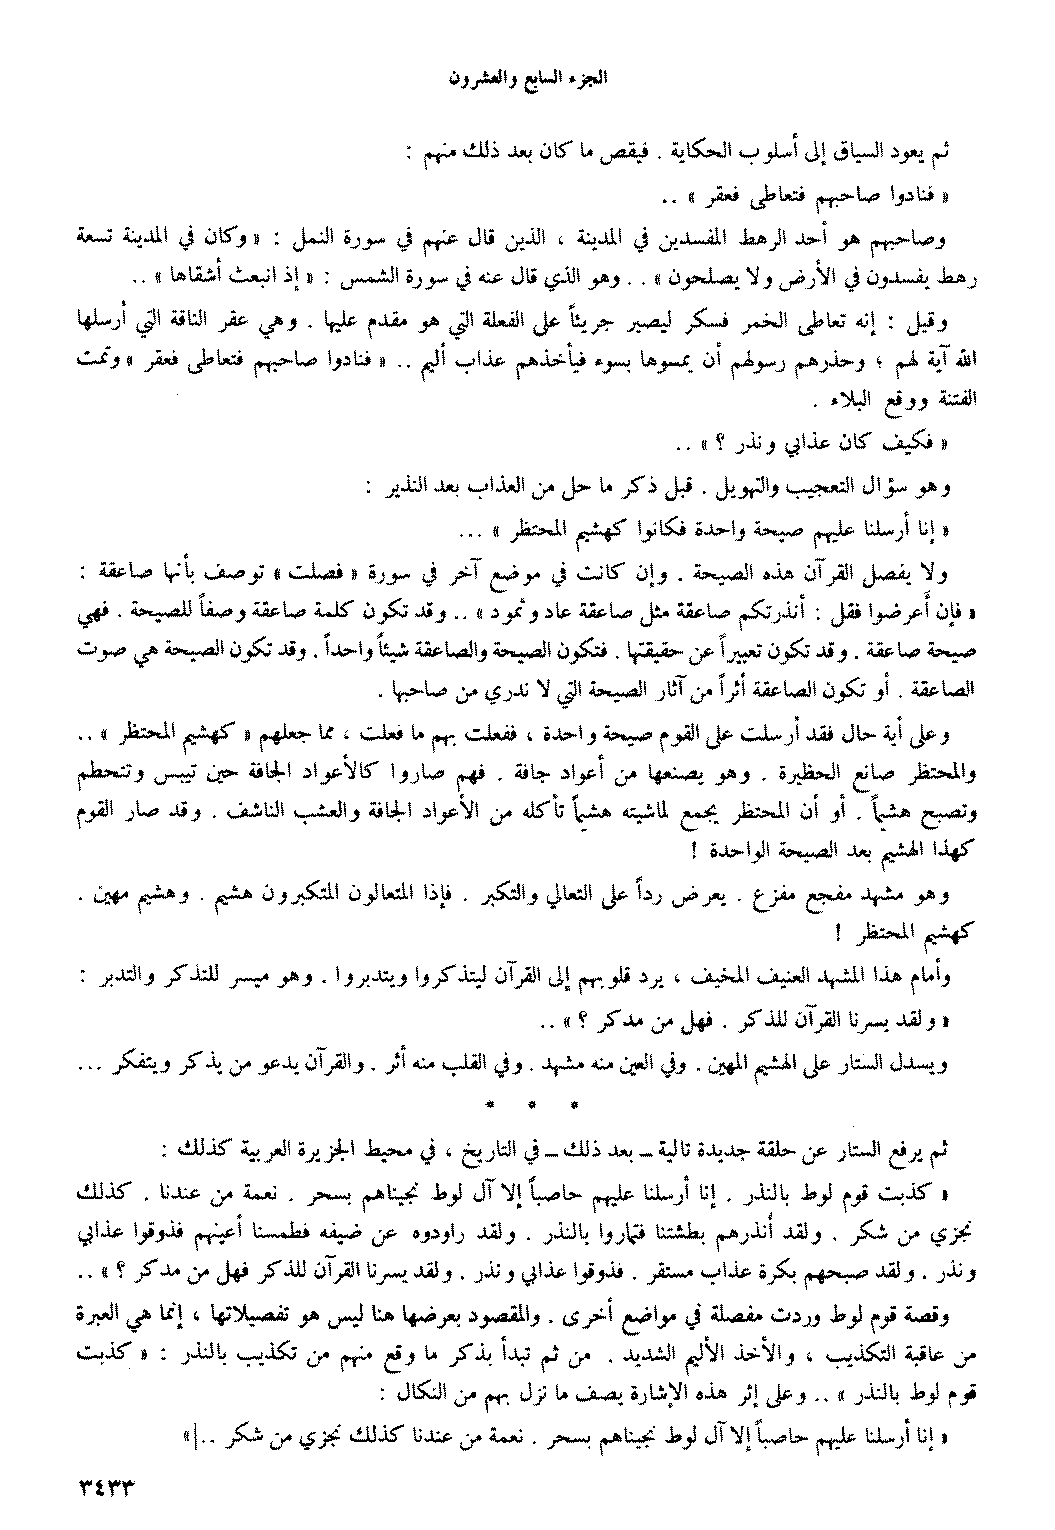 الجزء السابع والعشرون
ثم يعود السياق إلى أسلوب الحكاية . فيقص ما كان بعد ذلك منهم :
« فنادوا صاحبهم فتعاطى فعقر » ..
وصاحبهم هو أحد الرهط المفسدين في المدينة ، الذين قال عنهم في سورة النمل : « وكان في المدينة تسعة
رهط يفسدون في الأرض ولا يصلحون » .. وهو الذي قال عنه في سورة الشمس : « إذ انبعث أشقاها » ..
وقيل : إنه تعاطى الخمر فسكر ليصير جريئاً على الفعلة التي هو مقدم عليها . وهي عقر الناقة التي أرسلها
الله آية لهم ؛ وحذرهم رسولهم أن يمسوها بسوء فيأخذهم عذاب أليم .. « فنادوا صاحبهم فتعاطى فعقر » وتمت
الفتنة ووقع البلاء .
« فكيف كان عذابي ونذر ؟ » ..
وهو سؤال التعجيب والتهويل . قبل ذكر ما حل من العذاب بعد النذير :
« إنا أرسلنا عليهم صيحة واحدة فكانوا كهشيم المحتظر » ...
ولا يفصل القرآن هذه الصيحة . وإن كانت في موضع آخر في سورة « فصلت » توصف بأنها صاعقة :
« فإن أعرضوا فقل : أنذرتكم صاعقة مثل صاعقة عاد وثمود » .. وقد تكون كلمة صاعقة وصفاً للصيحة . فهي
صيحة صاعقة . وقد تكون تعبيراً عن حقيقتها . فتكون الصيحة والصاعقة شيئاً واحداً . وقد تكون الصيحة هي صوت
الصاعقة . أو تكون الصاعقة أثراً من آثار الصيحة التي لا ندري من صاحبها .
وعلى أية حال فقد أرسلت على القوم صيحة واحدة ، ففعلت بهم ما فعلت ، مما جعلهم « كهشيم المحتظر » ..
والمحتظر صانع الحظيرة . وهو يصنعها من أعواد جافة . فهم صاروا كالأعواد الجافة حين تيبس وتتحطم
وتصبح هشيماً . أو أن المحتظر يجمع لماشيته هشيماً تأكله من الأعواد الجافة والعشب الناشف . وقد صار القوم
كهذا الهشيم بعد الصيحة الواحدة !
وهو مشهد مفجع مفزع . يعرض رداً على التعالي والتكبر . فإذا المتعالون المتكبرون هشيم . وهشيم مهين .
كهشيم المحتظر !
وأمام هذا المشهد العنيف المخيف ، يرد قلوبهم إلى القرآن ليتذكروا ويتدبروا . وهو ميسر للتذكر والتدبر :
« ولقد يسرنا القرآن للذكر . فهل من مدكر ؟ » ..
ويسدل الستار على الهشيم المهين . وفي العين منه مشهد . وفي القلب منه أثر . والقرآن يدعو من يذكر ويتفكر ...
* * *
ثم يرفع الستار عن حلقة جديدة تالية ـ بعد ذلك ـ في التاريخ ، في محيط الجزيرة العربية كذلك :
« كذبت قوم لوط بالنذر . إنا أرسلنا عليهم حاصباً إلا آل لوط نجيناهم بسحر . نعمة من عندنا . كذلك
نجزي من شكر . ولقد أنذرهم بطشتنا فتماروا بالنذر . ولقد راودوه عن ضيفه فطمسنا أعينهم فذوقوا عذابي
ونذر . ولقد صبحهم بكرة عذاب مستقر . فذوقوا عذابي ونذر . ولقد يسرنا القرآن للذكر فهل من مدكر ؟ » ..
وقصة قوم لوط وردت مفصلة في مواضع أخرى . والمقصود بعرضها هنا ليس هو تفصيلاتها ، إنما هي العبرة
من عاقبة التكذيب ، والأخذ الأليم الشديد . من ثم تبدأ بذكر ما وقع منهم من تكذيب بالنذر : « كذبت
قوم لوط بالنذر » .. وعلى إثر هذه الإشارة يصف ما نزل بهم من النكال :
« إنا أرسلنا عليهم حاصباً إلا آل لوط نجيناهم بسحر . نعمة من عندنا كذلك نجزي من شكر .. »
٣٤٣٣